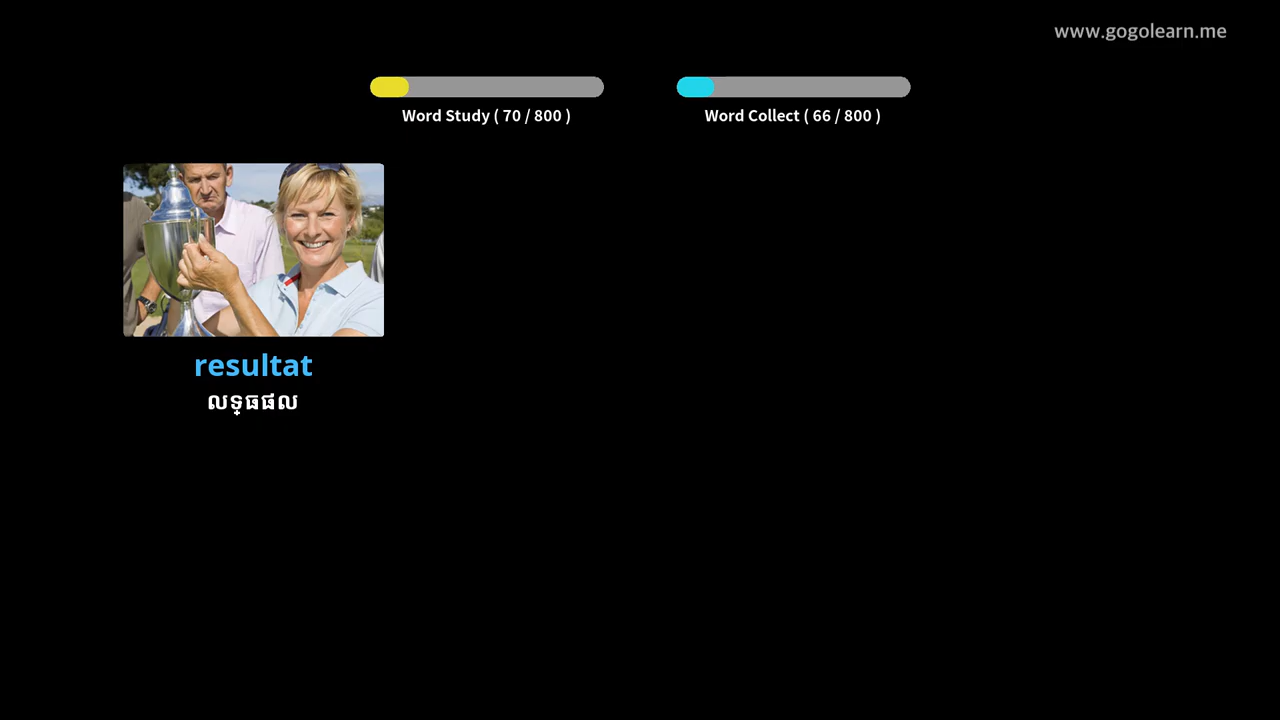 www.gogolearn.me
Word Study ( 70 / 800 )
Word Collect ( 66 / 800 )
resultat
លទ្ធផល